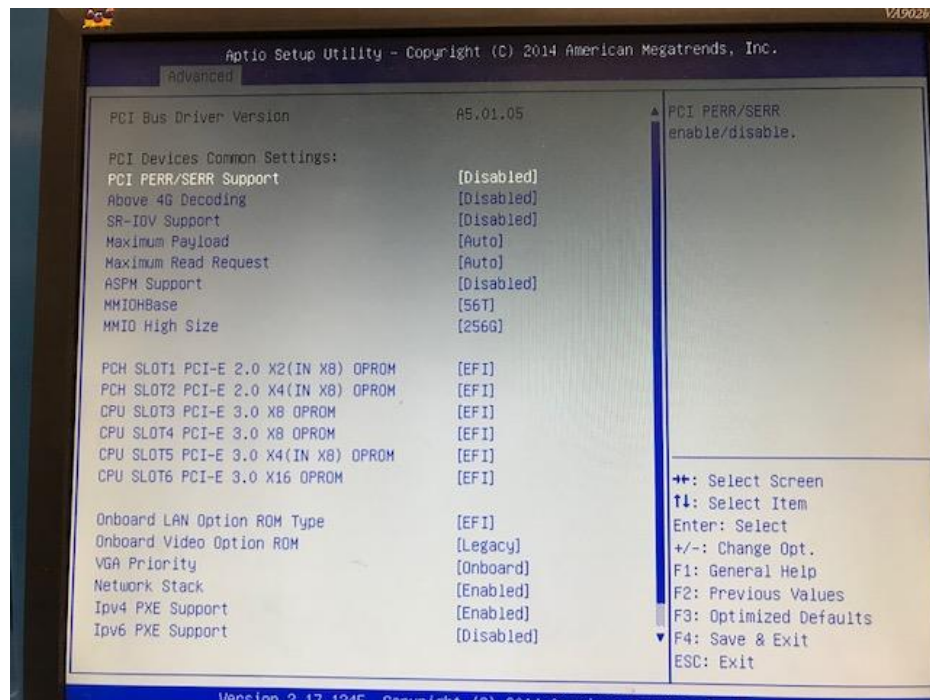 VA902b
Aptio Setup Utility - Copyright (C) 2014 American Megatrends, Inc.
Advanced
PCI Bus Driver Version A5.01.05
PCI Devices Common Settings:
PCI PERR/SERR Support [Disabled]
Above 4G Decoding [Disabled]
SR-IOV Support [Disabled]
Maximum Payload [Auto]
Maximum Read Request [Auto]
ASPM Support [Disabled]
MMIOHBase [56T]
MMIO High Size [256G]
PCH SLOT1 PCI-E 2.0 X2(IN X8) OPROM [EFI]
PCH SLOT2 PCI-E 2.0 X4(IN X8) OPROM [EFI]
CPU SLOT3 PCI-E 3.0 X8 OPROM [EFI]
CPU SLOT4 PCI-E 3.0 X8 OPROM [EFI]
CPU SLOT5 PCI-E 3.0 X4(IN X8) OPROM [EFI]
CPU SLOT6 PCI-E 3.0 X16 OPROM [EFI]
Onboard LAN Option ROM Type [EFI]
Onboard Video Option ROM [Legacy]
VGA Priority [Onboard]
Network Stack [Enabled]
Ipv4 PXE Support [Enabled]
Ipv6 PXE Support [Disabled]
PCI PERR/SERR
enable/disable.
→←: Select Screen
↑↓: Select Item
Enter: Select
+/-: Change Opt.
F1: General Help
F2: Previous Values
F3: Optimized Defaults
F4: Save & Exit
ESC: Exit
Version 2.17.1245. Copyright (C) 2014